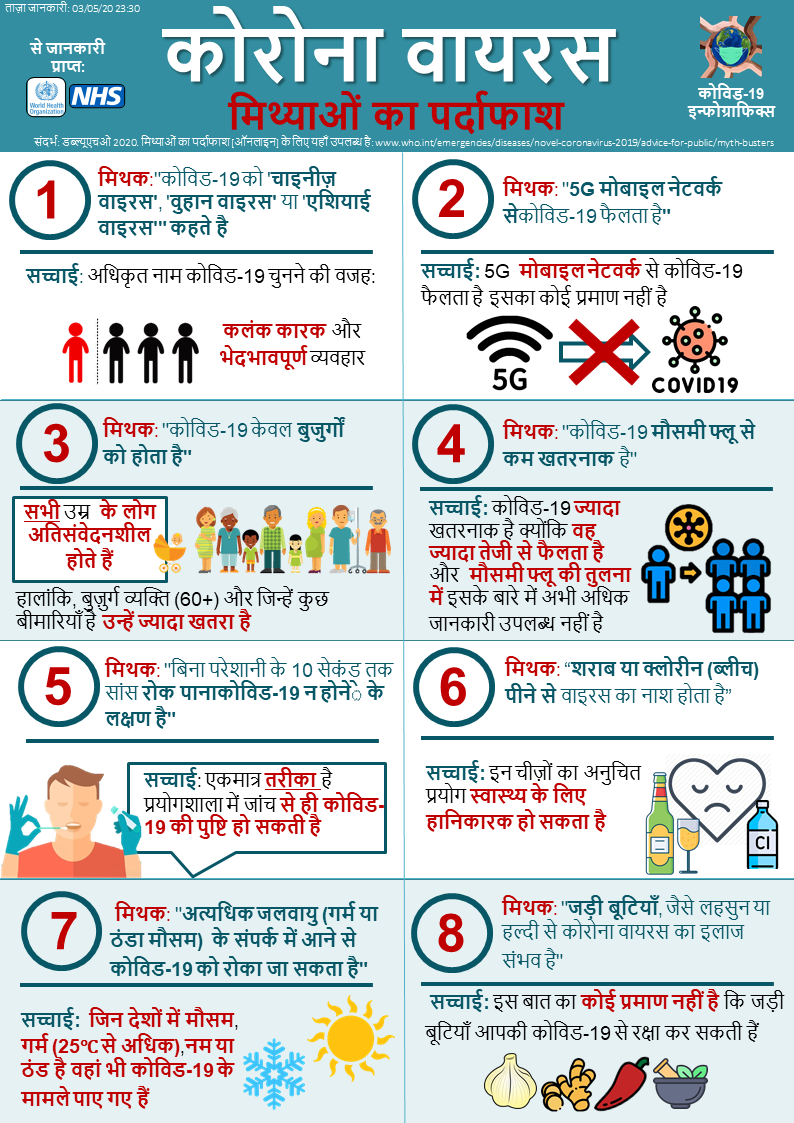 ताज़ा जानकारी: 03/05/20 23:30
से जानकारी
प्राप्त:
World Health
Organization
NHS
कोरोना वायरस
मिथ्याओं का पर्दाफाश
कोविड-19
इन्फोग्राफिक्स
संदर्भ: डब्ल्यूएचओ 2020. मिथ्याओं का पर्दाफाश [ऑनलाइन] के लिए यहाँ उपलब्ध है: www.who.int/emergencies/diseases/novel-coronavirus-2019/advice-for-public/myth-busters
1
मिथक:"कोविड-19 को 'चाइनीज़
वाइरस', 'वुहान वाइरस' या 'एशियाई
वाइरस'" कहते है
सच्चाई: अधिकृत नाम कोविड-19 चुनने की वजह:
कलंक कारक और
भेदभावपूर्ण व्यवहार
2
मिथक: "5G मोबाइल नेटवर्क
सेकोविड-19 फैलता है"
सच्चाई: 5G मोबाइल नेटवर्क से कोविड-19
फैलता है इसका कोई प्रमाण नहीं है
5G
COVID19
3
मिथक: "कोविड-19 केवल बुजुर्गों
को होता है"
सभी उम्र के लोग
अतिसंवेदनशील
होते हैं
हालांकि, बुज़ुर्ग व्यक्ति (60+) और जिन्हें कुछ
बीमारियाँ है उन्हें ज्यादा खतरा है
4
मिथक: "कोविड-19 मौसमी फ्लू से
कम खतरनाक है"
सच्चाई: कोविड-19 ज्यादा
खतरनाक है क्योंकि वह
ज्यादा तेजी से फैलता है
और मौसमी फ्लू की तुलना
में इसके बारे में अभी अधिक
जानकारी उपलब्ध नहीं है
5
मिथक: "बिना परेशानी के 10 सेकंड तक
सांस रोक पानाकोविड-19 न होनेे के
लक्षण है"
सच्चाई: एकमात्र तरीका है
प्रयोगशाला में जांच से ही कोविड-
19 की पुष्टि हो सकती है
6
मिथक: “शराब या क्लोरीन (ब्लीच)
पीने से वाइरस का नाश होता है”
सच्चाई: इन चीज़ों का अनुचित
प्रयोग स्वास्थ्य के लिए
हानिकारक हो सकता है
Cl
7
मिथक: "अत्यधिक जलवायु (गर्म या
ठंडा मौसम) के संपर्क में आने से
कोविड-19 को रोका जा सकता है"
सच्चाई: जिन देशों में मौसम,
गर्म (25°C से अधिक),नम या
ठंड है वहां भी कोविड-19 के
मामले पाए गए हैं
8
मिथक: "जड़ी बूटियाँ, जैसे लहसुन या
हल्दी से कोरोना वायरस का इलाज
संभव है"
सच्चाई: इस बात का कोई प्रमाण नहीं है कि जड़ी
बूटियाँ आपकी कोविड-19 से रक्षा कर सकती हैं